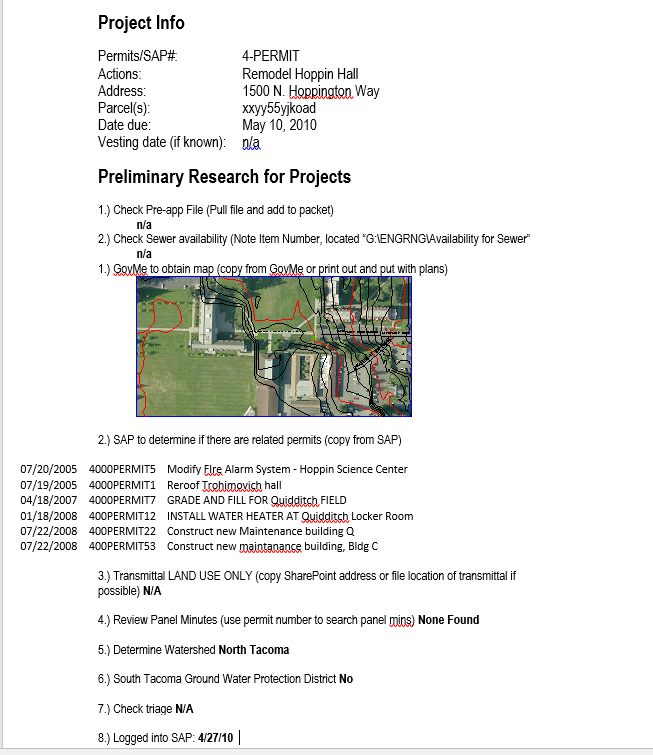 Project Info
Permits/SAP#: 4-PERMIT
Actions: Remodel Hoppin Hall
Address: 1500 N. Hoppington Way
Parcel(s): xxyy55yjkoad
Date due: May 10, 2010
Vesting date (if known): n/a
Preliminary Research for Projects
1.) Check Pre-app File (Pull file and add to packet)
n/a
2.) Check Sewer availability (Note Item Number, located “G:\ENGRNG\Availability for Sewer”
n/a
1.) GovMe to obtain map (copy from GovMe or print out and put with plans)
2.) SAP to determine if there are related permits (copy from SAP)
07/20/2005 4000PERMIT5 Modify FIre Alarm System - Hoppin Science Center
07/19/2005 4000PERMIT1 Reroof Trohimovich hall
04/18/2007 4000PERMIT7 GRADE AND FILL FOR Quidditch FIELD
01/18/2008 400PERMIT12 INSTALL WATER HEATER AT Quidditch Locker Room
07/22/2008 400PERMIT22 Construct new Maintenance building Q
07/22/2008 400PERMIT53 Construct new maintanance building, Bldg C
3.) Transmittal LAND USE ONLY (copy SharePoint address or file location of transmittal if
possible) N/A
4.) Review Panel Minutes (use permit number to search panel mins) None Found
5.) Determine Watershed North Tacoma
6.) South Tacoma Ground Water Protection District No
7.) Check triage N/A
8.) Logged into SAP: 4/27/10